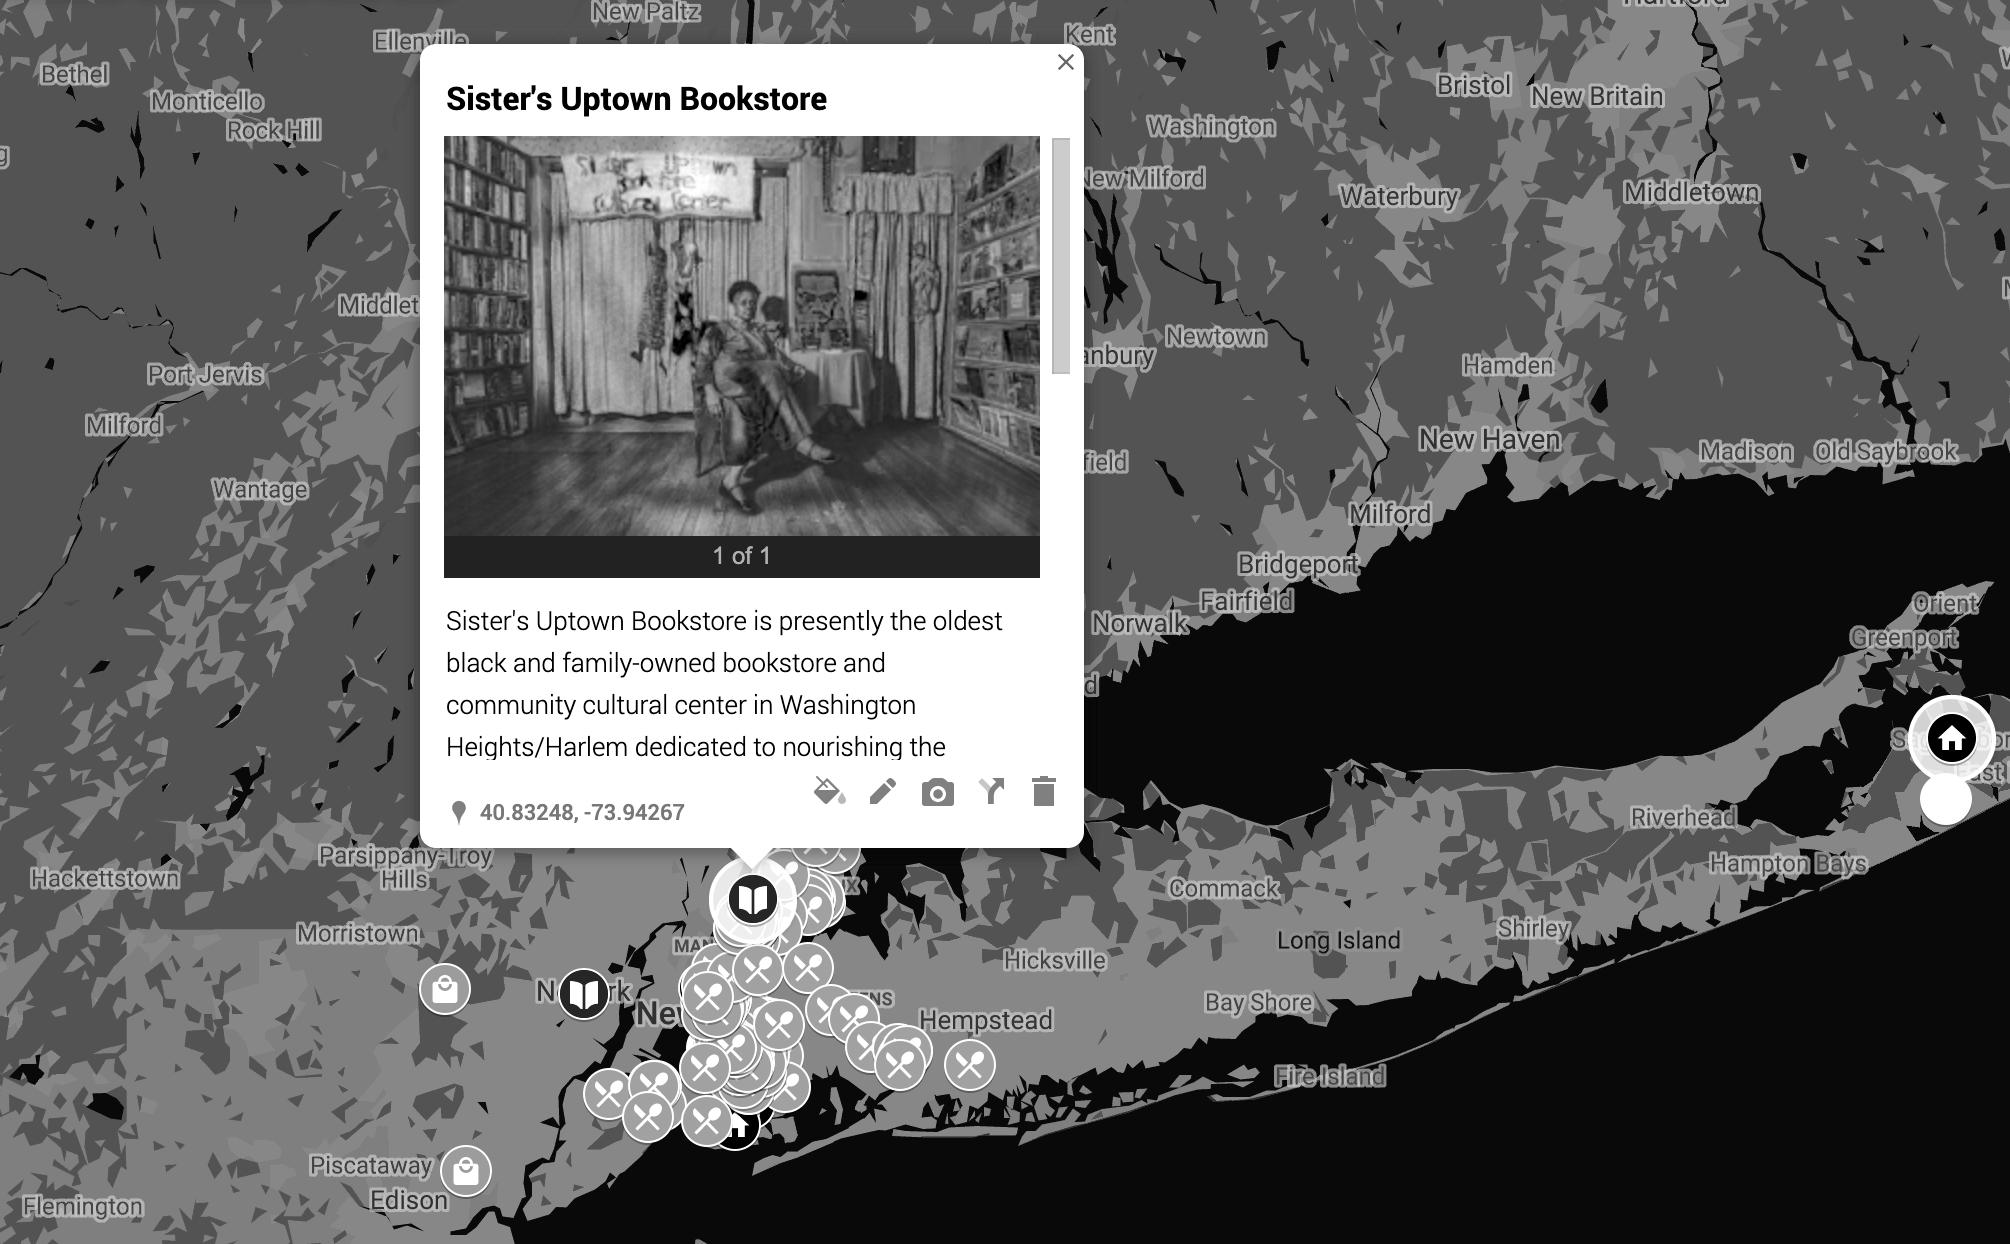 New Paltz
Kent
Ellenville
Bethel
Monticello
Rock Hill
Bristol
New Britain
Washington
New Milford
Waterbury
Middletown
Sister's Uptown Bookstore
1 of 1
Sister's Uptown Bookstore is presently the oldest
black and family-owned bookstore and
community cultural center in Washington
Heights/Harlem dedicated to nourishing the
40.83248, -73.94267
Middlet
anbury
Newtown
Hamden
Port Jervis
Milford
New Haven
Madison
Old Saybrook
field
Wantage
Milford
Bridgeport
Fairfield
Norwalk
Orient
Greenport
d
Riverhead
Hampton Bays
Parsippany-Troy
Hills
Hackettstown
Commack
Morristown
MAN
Long Island
Shirley
Hicksville
ENS
Bay Shore
New
Hempstead
Fire Island
Piscataway
Edison
Flemington